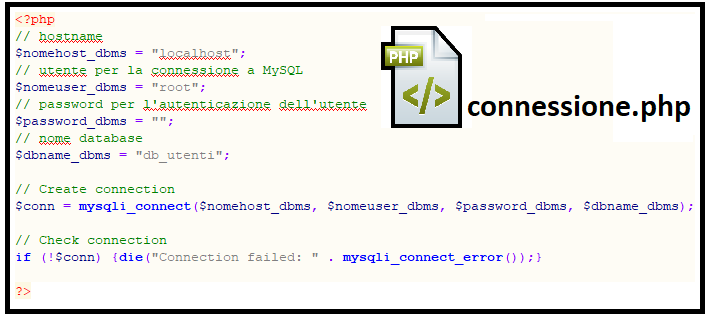 <?php
// hostname
$nomehost_dbms = "localhost";
// utente per la connessione a MySQL
$nomeuser_dbms = "root";
// password per l'autenticazione dell'utente
$password_dbms = "";
// nome database
$dbname_dbms = "db_utenti";
// Create connection
$conn = mysqli_connect($nomehost_dbms, $nomeuser_dbms, $password_dbms, $dbname_dbms);
// Check connection
if (!$conn) {die("Connection failed: " . mysqli_connect_error());}
?>
PHP
</>
connessione.php